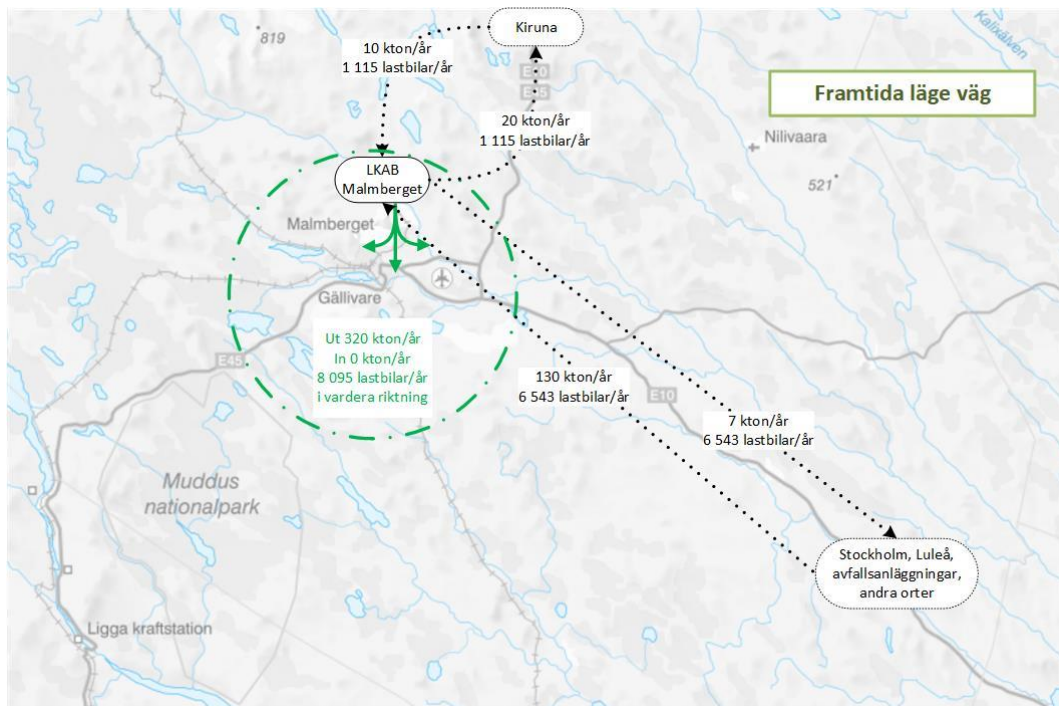 819
Kiruna
Kalixälven
10 kton/år
1 115 lastbilar/år
Framtida läge väg
20 kton/år
1 115 lastbilar/år
Nilivaara
521
LKAB
Malmberget
Malmberget
Gällivare
Ut 320 kton/år
In 0 kton/år
8 095 lastbilar/år
i vardera riktning
E45
130 kton/år
6 543 lastbilar/år
E10
7 kton/år
6 543 lastbilar/år
Muddus
nationalpark
Stockholm, Luleå,
avfallsanläggningar,
andra orter
Ligga kraftstation